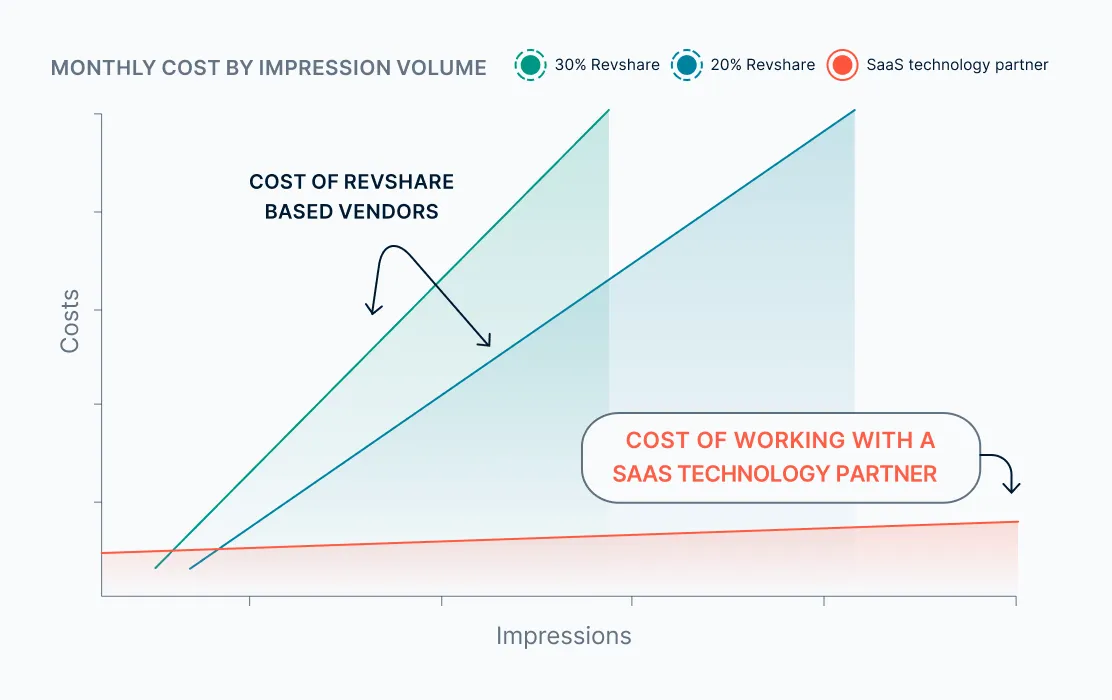 MONTHLY COST BY IMPRESSION VOLUME
30% Revshare
20% Revshare
SaaS technology partner
COST OF REVSHARE
BASED VENDORS
Costs
COST OF WORKING WITH A
SAAS TECHNOLOGY PARTNER
Impressions